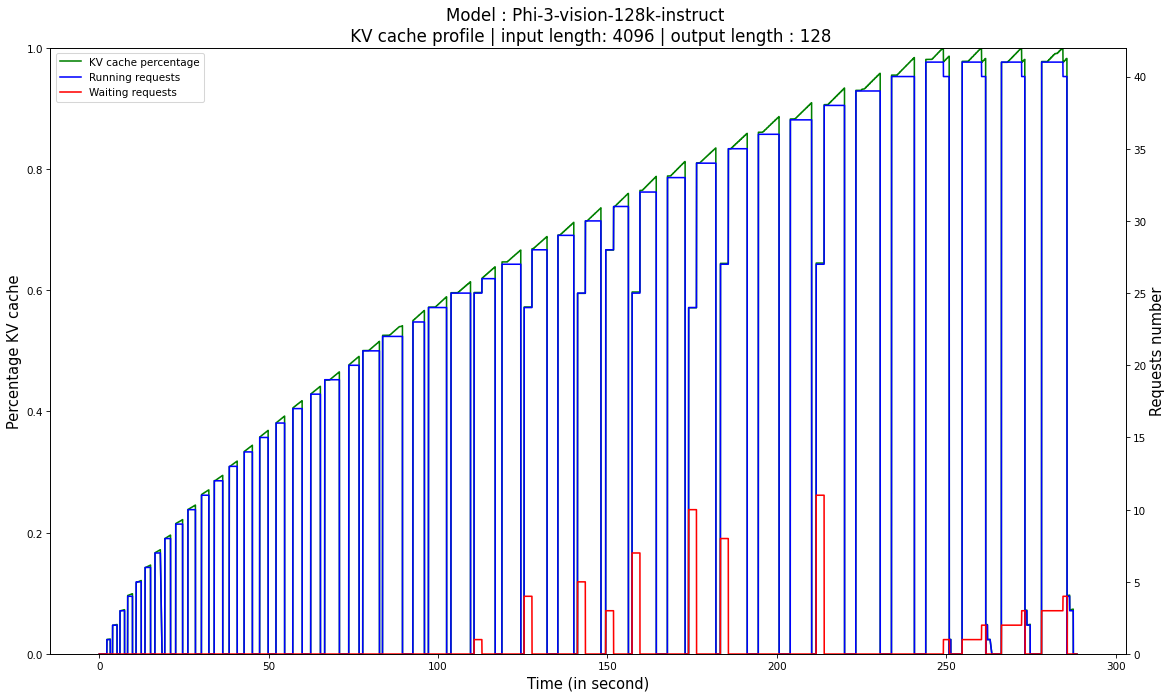 Model : Phi-3-vision-128k-instruct
KV cache profile | input length: 4096 | output length : 128
KV cache percentage
Running requests
Waiting requests
1.0
0.8
0.6
0.4
0.2
0.0
Percentage KV cache
40
35
30
25
20
15
10
5
0
Requests number
0 50 100 150 200 250 300
Time (in second)